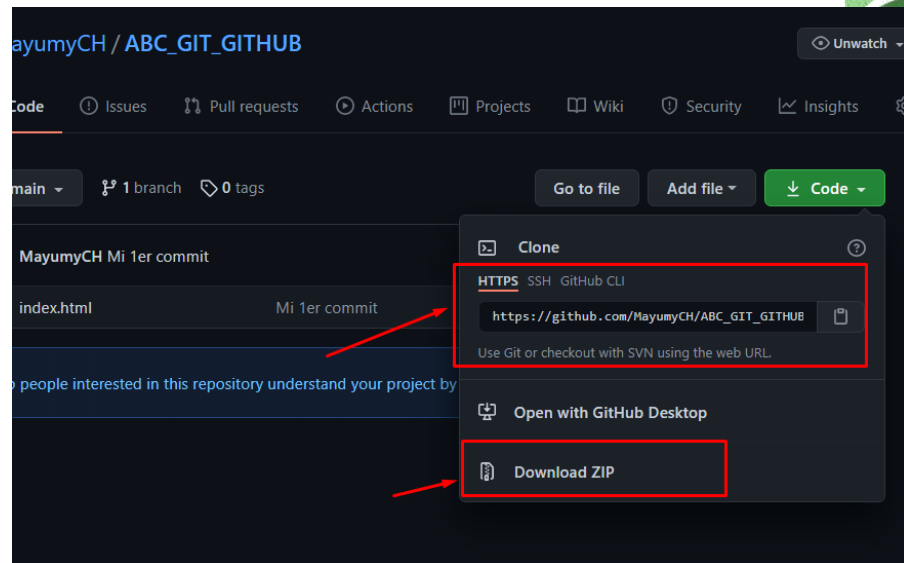 ayumyCH / ABC_GIT_GITHUB
Unwatch
Code Issues Pull requests Actions Projects Wiki Security Insights
main 1 branch 0 tags Go to file Add file Code
MayumyCH Mi 1er commit
Clone
HTTPS SSH GitHub CLI
index.html Mi 1er commit
https://github.com/MayumyCH/ABC_GIT_GITHUB
Use Git or checkout with SVN using the web URL.
people interested in this repository understand your project by
Open with GitHub Desktop
Download ZIP